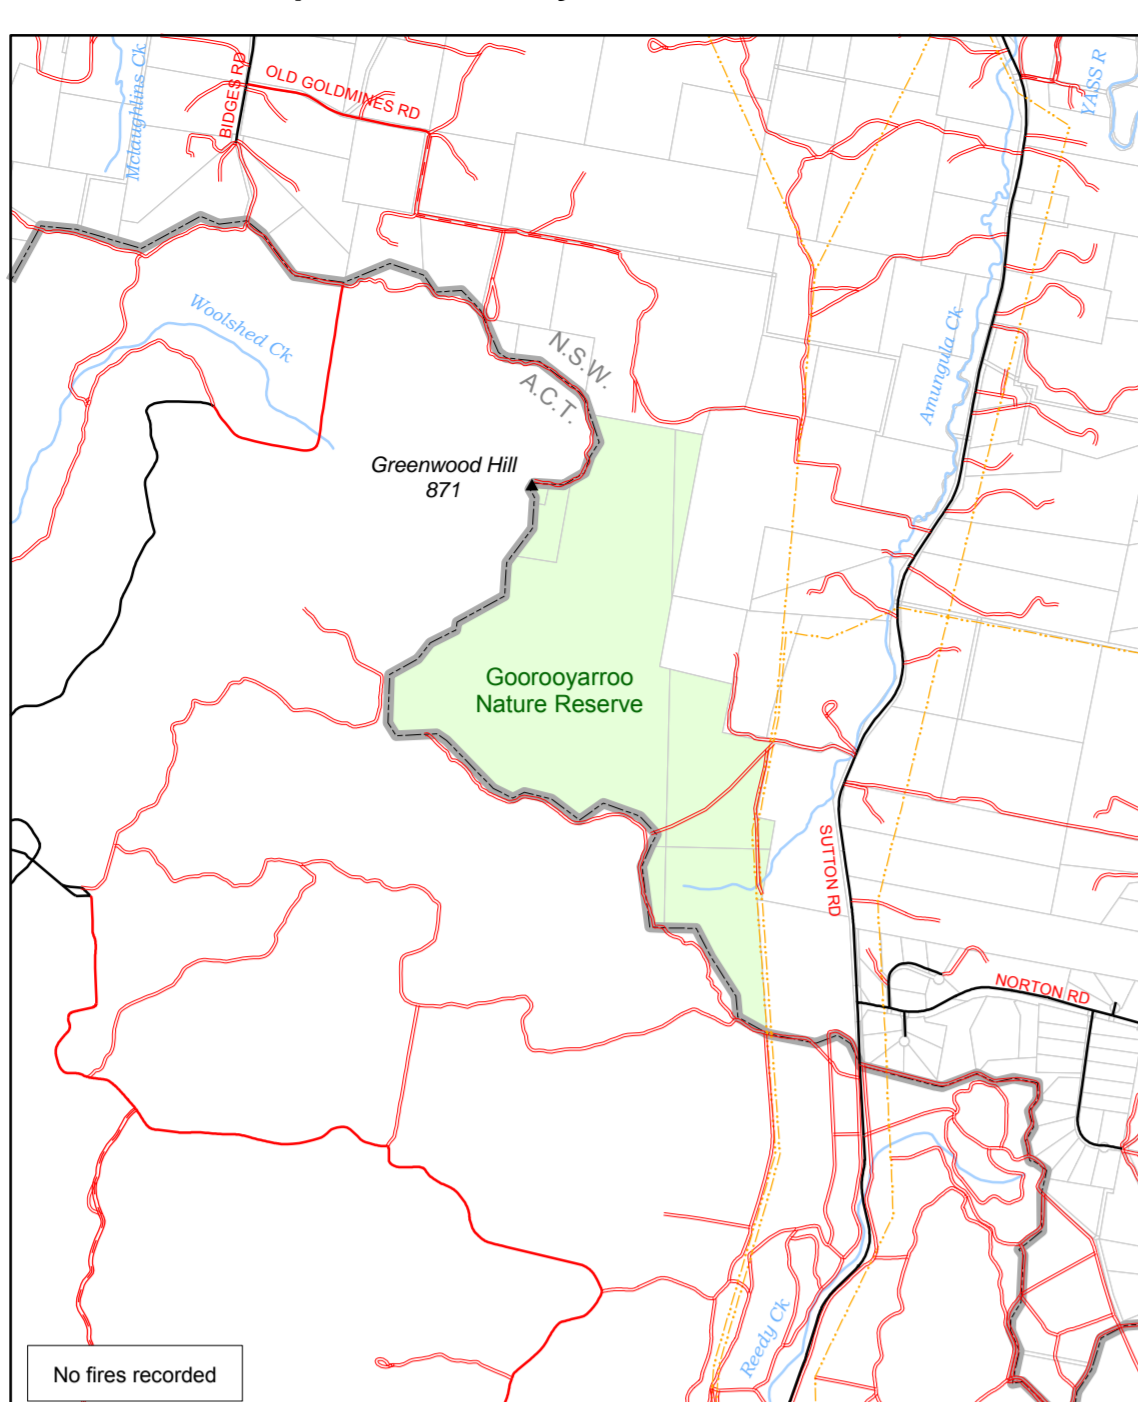 Mclaughlins Ck
BIDGES RD
OLD GOLDMINES RD
YASS R
Woolshed Ck
N.S.W.
A.C.T.
Amungula Ck
Greenwood Hill
871
Goorooyarroo
Nature Reserve
SUTTON RD
NORTON RD
Reedy Ck
No fires recorded